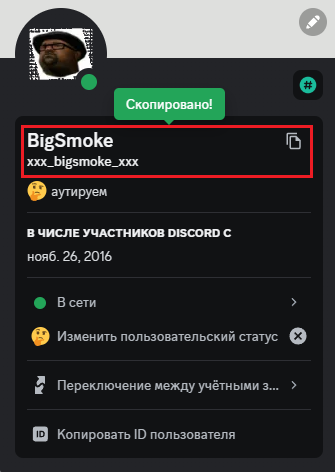 Скопировано!
BigSmoke
xxx_bigsmoke_xxx
🤔 аутируем
В ЧИСЛЕ УЧАСТНИКОВ DISCORD С
нояб. 26, 2016
В сети
🤔 Изменить пользовательский статус
Переключение между учётными з...
ID Копировать ID пользователя